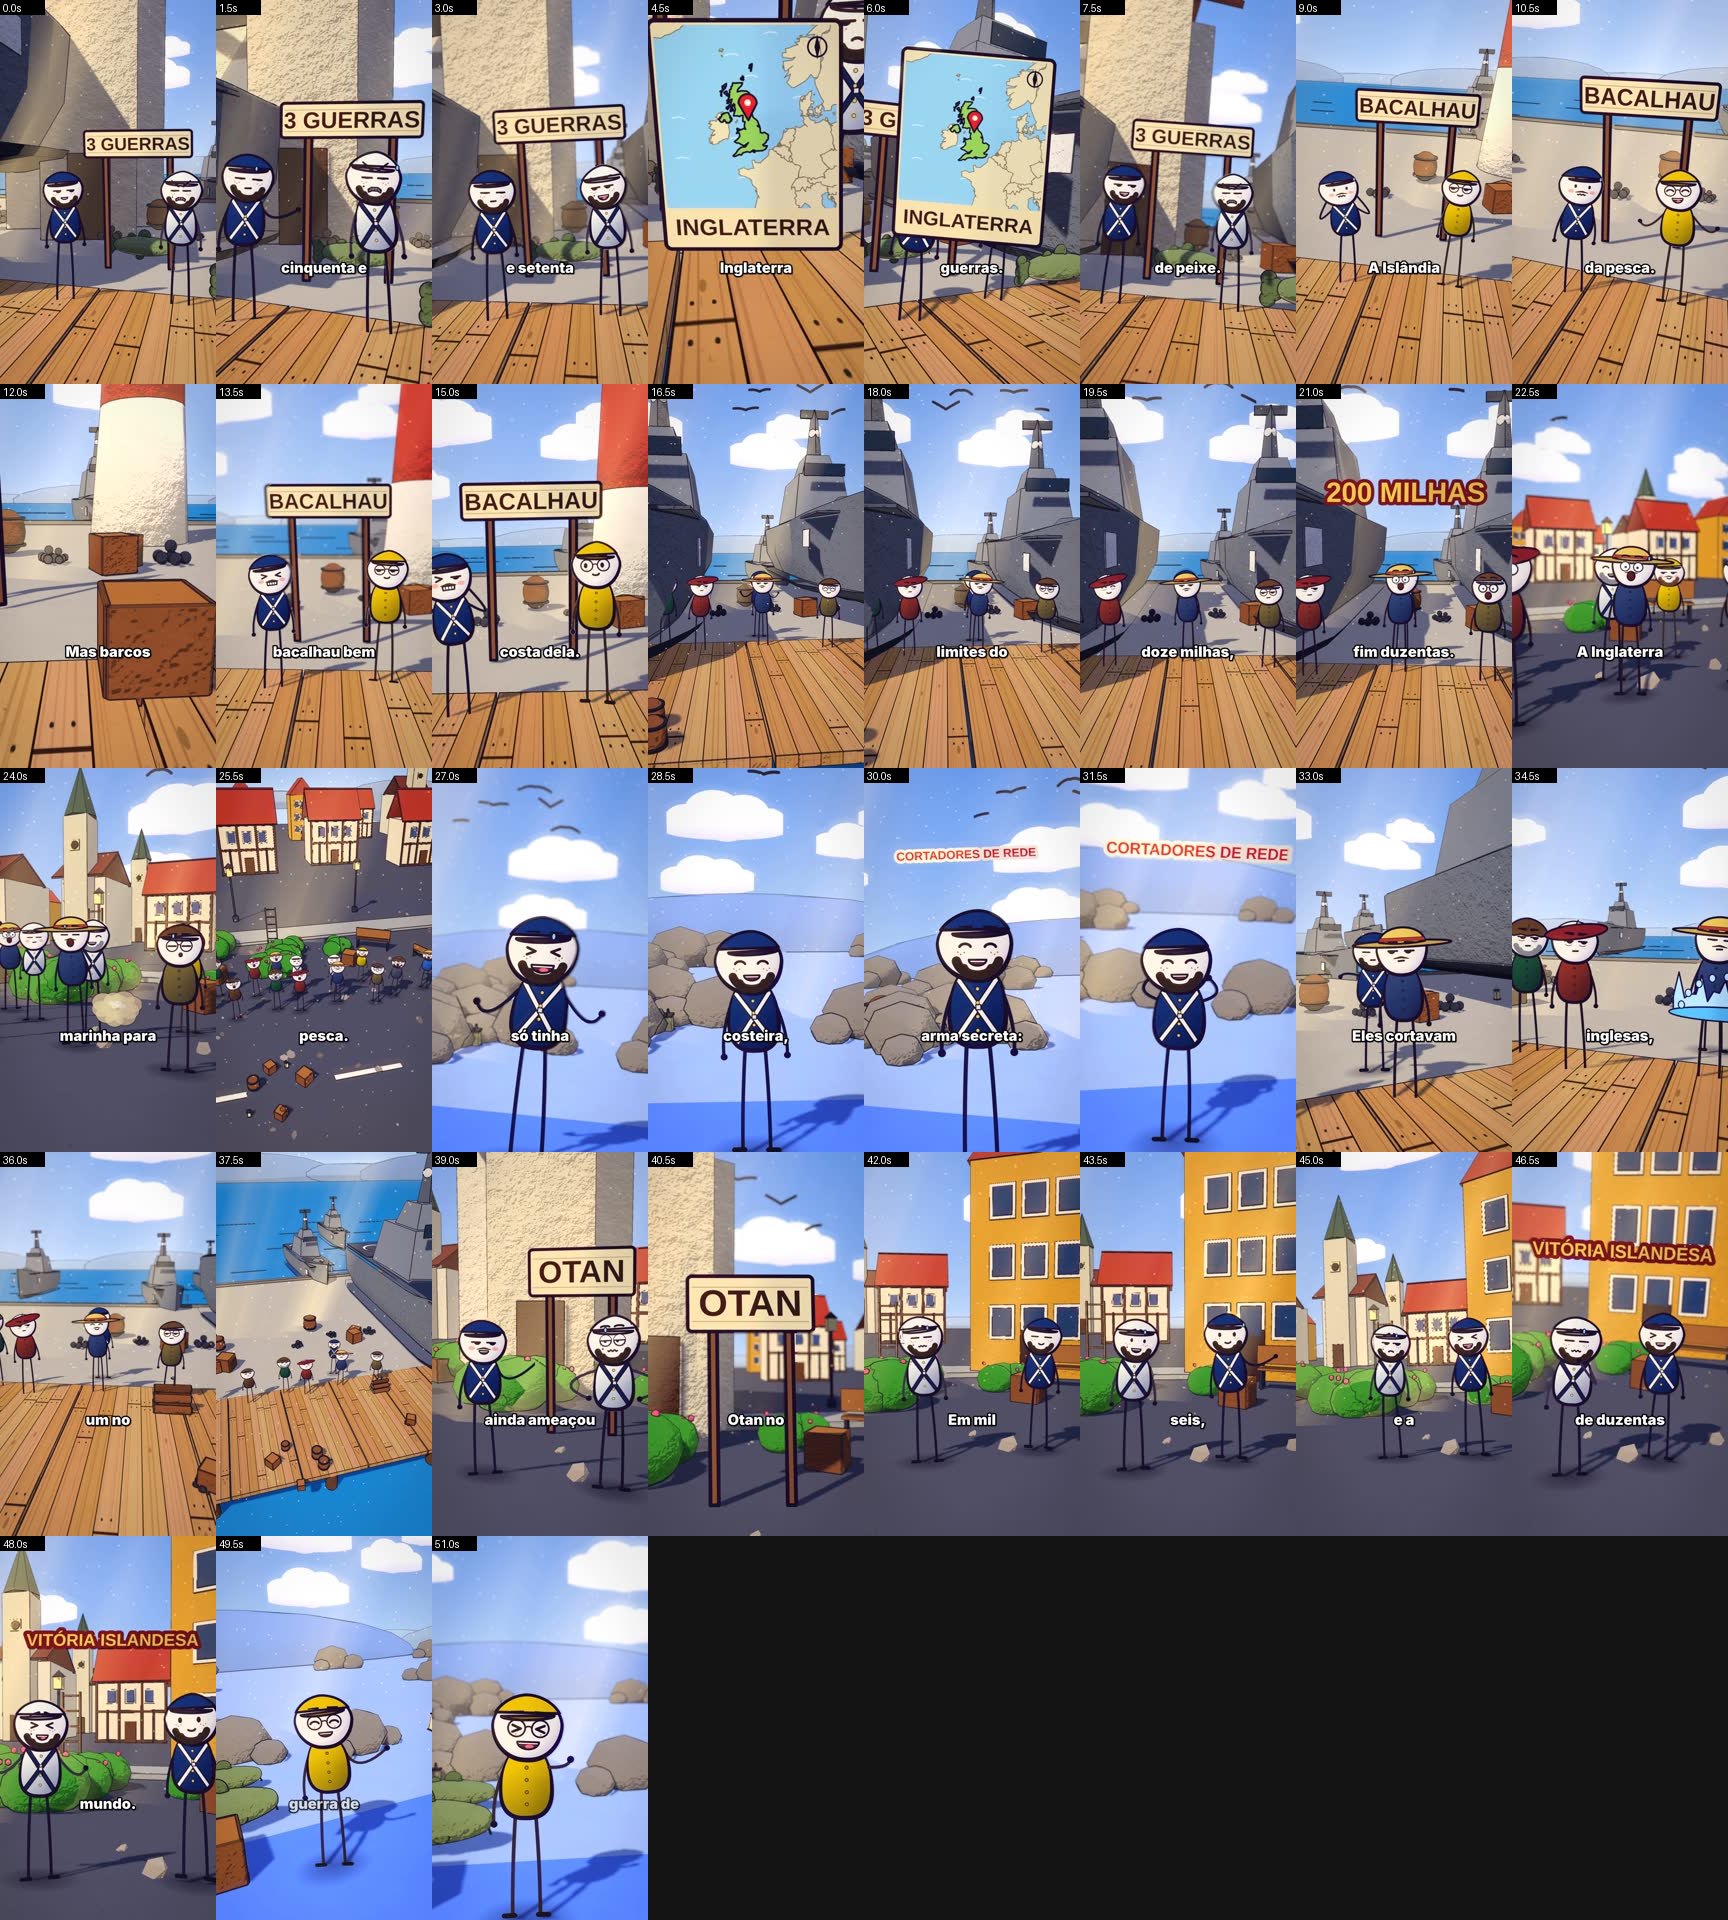 0.0s
3 GUERRAS
1.5s
3 GUERRAS
cinquenta e
3.0s
3 GUERRAS
e setenta
4.5s
INGLATERRA
Inglaterra
6.0s
3 G
INGLATERRA
guerras.
7.5s
3 GUERRAS
de peixe.
9.0s
BACALHAU
A Islândia
10.5s
BACALHAU
da pesca.
12.0s
Mas barcos
13.5s
BACALHAU
bacalhau bem
15.0s
BACALHAU
costa dela.
16.5s
18.0s
limites do
19.5s
doze milhas,
21.0s
200 MILHAS
fim duzentas.
22.5s
A Inglaterra
24.0s
marinha para
25.5s
pesca.
27.0s
só tinha
28.5s
costeira,
30.0s
CORTADORES DE REDE
arma secreta:
31.5s
CORTADORES DE REDE
33.0s
Eles cortavam
34.5s
inglesas,
36.0s
um no
37.5s
39.0s
OTAN
ainda ameaçou
40.5s
OTAN
Otan no
42.0s
Em mil
43.5s
seis,
45.0s
e a
46.5s
VITÓRIA ISLANDESA
de duzentas
48.0s
VITÓRIA ISLANDESA
mundo.
49.5s
guerra de
51.0s